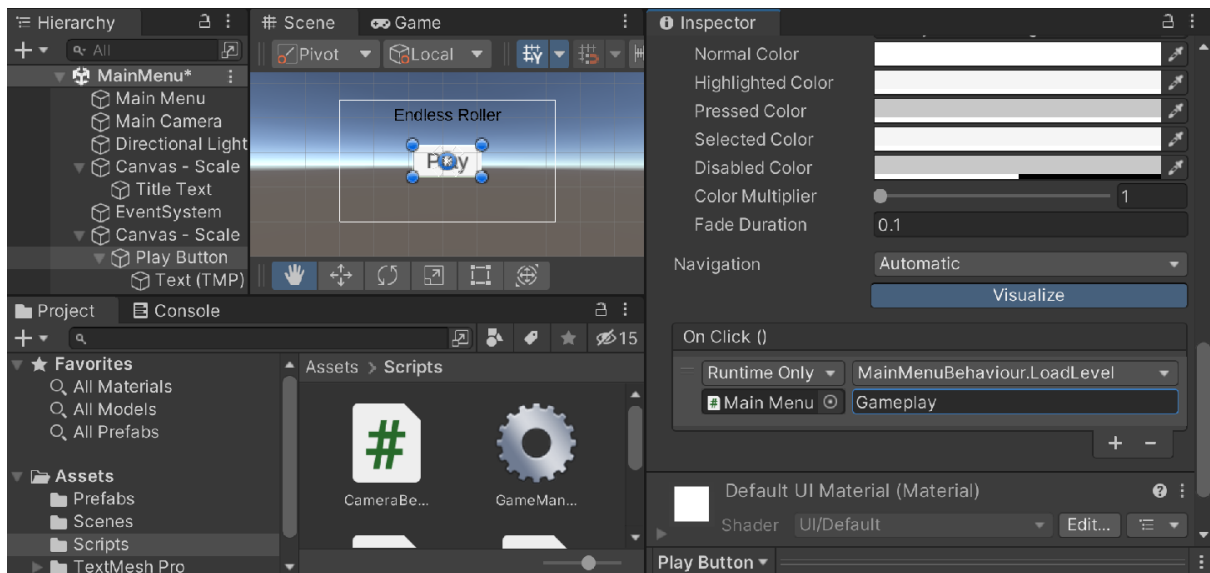 Hierarchy
All
MainMenu*
Main Menu
Main Camera
Directional Light
Canvas - Scale
Title Text
EventSystem
Canvas - Scale
Play Button
Text (TMP)
Scene Game
Pivot Local
Endless Roller
Play
Project Console
15
Favorites
All Materials
All Models
All Prefabs
Assets
Prefabs
Scenes
Scripts
TextMesh Pro
Assets > Scripts
#
CameraBe...
GameMan...
Inspector
Normal Color
Highlighted Color
Pressed Color
Selected Color
Disabled Color
Color Multiplier 1
Fade Duration 0.1
Navigation Automatic
Visualize
On Click ()
Runtime Only MainMenuBehaviour.LoadLevel
# Main Menu Gameplay
+ -
Default UI Material (Material)
Shader UI/Default Edit...
Play Button